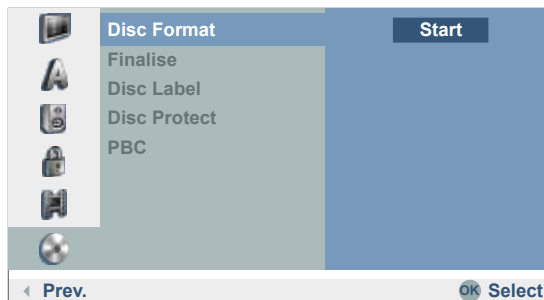 Disc Format Start
Finalise
Disc Label
Disc Protect
PBC
Prev. OK Select